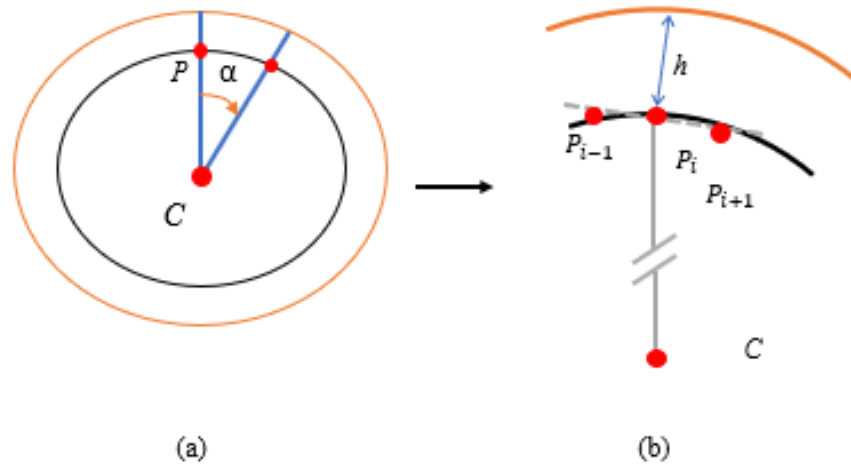 P
α
C
(a)
h
P_{i-1}
P_i
P_{i+1}
C
(b)